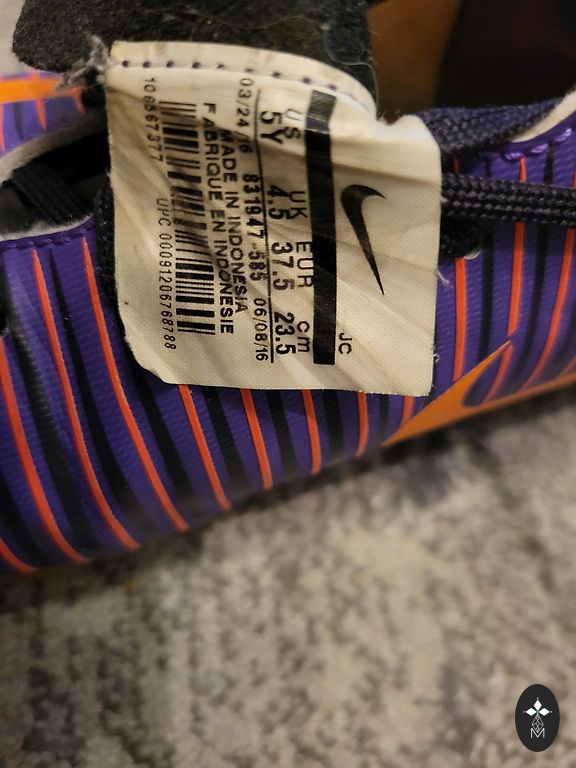 JC
US UK EUR cm
5Y 4.5 37.5 23.5
03/24/16 831947-585 06/08/16
MADE IN INDONESIA
FABRIQUE EN INDONESIE
UPC 00091206768788
M